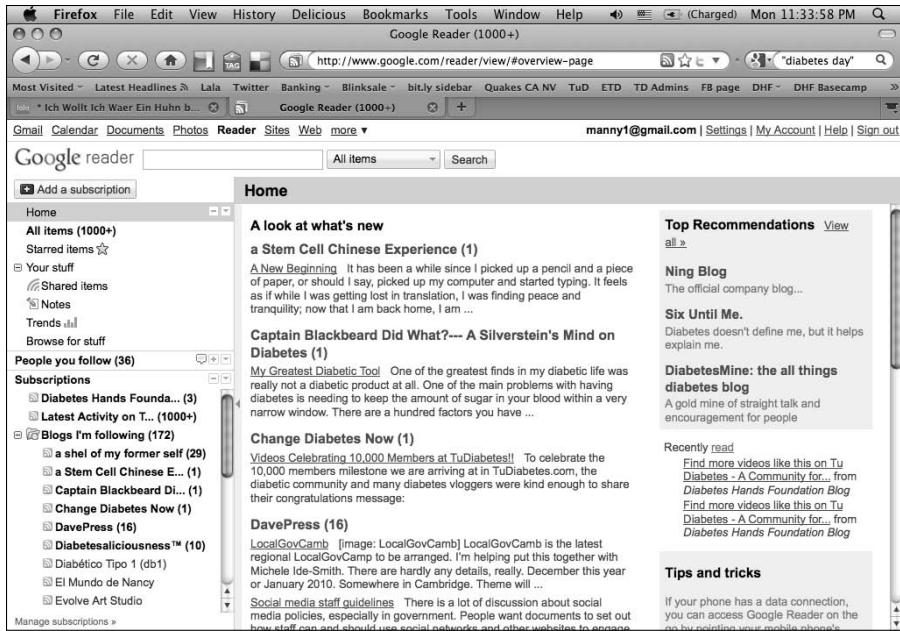 Firefox File Edit View History Delicious Bookmarks Tools Window Help (Charged) Mon 11:33:58 PM
Google Reader (1000+)
http://www.google.com/reader/view/#overview-page "diabetes day"
TAG
Most Visited Latest Headlines Lala Twitter Banking Blinksale bit.ly sidebar Quakes CA NV TuD ETD TD Admins FB page DHF DHF Basecamp »
lala * Ich Wollt Ich Waer Ein Huhn b... Google Reader (1000+) +
Gmail Calendar Documents Photos Reader Sites Web more ▼ manny1@gmail.com | Settings | My Account | Help | Sign out
Google reader All items Search
Add a subscription
Home
All items (1000+)
Starred items
Your stuff
Shared items
Notes
Trends
Browse for stuff
People you follow (36)
Subscriptions
Diabetes Hands Founda... (3)
Latest Activity on T... (1000+)
Blogs I'm following (172)
a shel of my former self (29)
a Stem Cell Chinese E... (1)
Captain Blackbeard Di... (1)
Change Diabetes Now (1)
DavePress (16)
Diabetesaliciousness™ (10)
Diabético Tipo 1 (db1)
El Mundo de Nancy
Evolve Art Studio
Manage subscriptions »
Home
A look at what's new
a Stem Cell Chinese Experience (1)
A New Beginning It has been a while since I picked up a pencil and a piece
of paper, or should I say, picked up my computer and started typing. It feels
as if while I was getting lost in translation, I was finding peace and
tranquility; now that I am back home, I am ...
Captain Blackbeard Did What?--- A Silverstein's Mind on
Diabetes (1)
My Greatest Diabetic Tool One of the greatest finds in my diabetic life was
really not a diabetic product at all. One of the main problems with having
diabetes is needing to keep the amount of sugar in your blood within a very
narrow window. There are a hundred factors you have ...
Change Diabetes Now (1)
Videos Celebrating 10,000 Members at TuDiabetes!! To celebrate the
10,000 members milestone we are arriving at in TuDiabetes.com, the
diabetic community and many diabetes vloggers were kind enough to share
their congratulations message:
DavePress (16)
LocalGovCamb [image: LocalGovCamb] LocalGovCamb is the latest
regional LocalGovCamp to be arranged. I'm helping put this together with
Michele Ide-Smith. There are hardly any details, really. December this year
or January 2010. Somewhere in Cambridge. Theme will ...
Social media staff guidelines There is a lot of discussion about social
media policies, especially in government. People want documents to set out
how staff can and should use social networks and other websites to engage
Top Recommendations View
all »
Ning Blog
The official company blog...
Six Until Me.
Diabetes doesn't define me, but it helps
explain me.
DiabetesMine: the all things
diabetes blog
A gold mine of straight talk and
encouragement for people
Recently read
Find more videos like this on Tu
Diabetes - A Community for... from
Diabetes Hands Foundation Blog
Find more videos like this on Tu
Diabetes - A Community for... from
Diabetes Hands Foundation Blog
Tips and tricks
If your phone has a data connection,
you can access Google Reader on the
go by pointing your mobile phone's